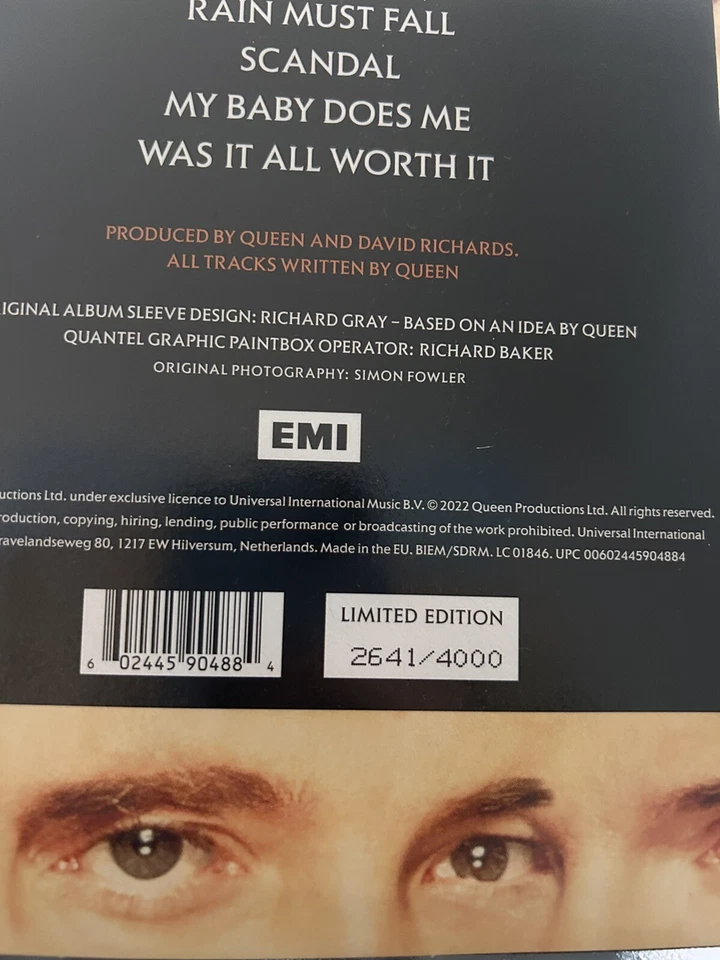 RAIN MUST FALL
SCANDAL
MY BABY DOES ME
WAS IT ALL WORTH IT
PRODUCED BY QUEEN AND DAVID RICHARDS.
ALL TRACKS WRITTEN BY QUEEN
IGINAL ALBUM SLEEVE DESIGN: RICHARD GRAY – BASED ON AN IDEA BY QUEEN
QUANTEL GRAPHIC PAINTBOX OPERATOR: RICHARD BAKER
ORIGINAL PHOTOGRAPHY: SIMON FOWLER
EMI
uctions Ltd. under exclusive licence to Universal International Music B.V. © 2022 Queen Productions Ltd. All rights reserved.
roduction, copying, hiring, lending, public performance or broadcasting of the work prohibited. Universal International
ravelandseweg 80, 1217 EW Hilversum, Netherlands. Made in the EU. BIEM/SDRM. LC 01846. UPC 00602445904884
6 02445 90488 4
LIMITED EDITION
2641/4000